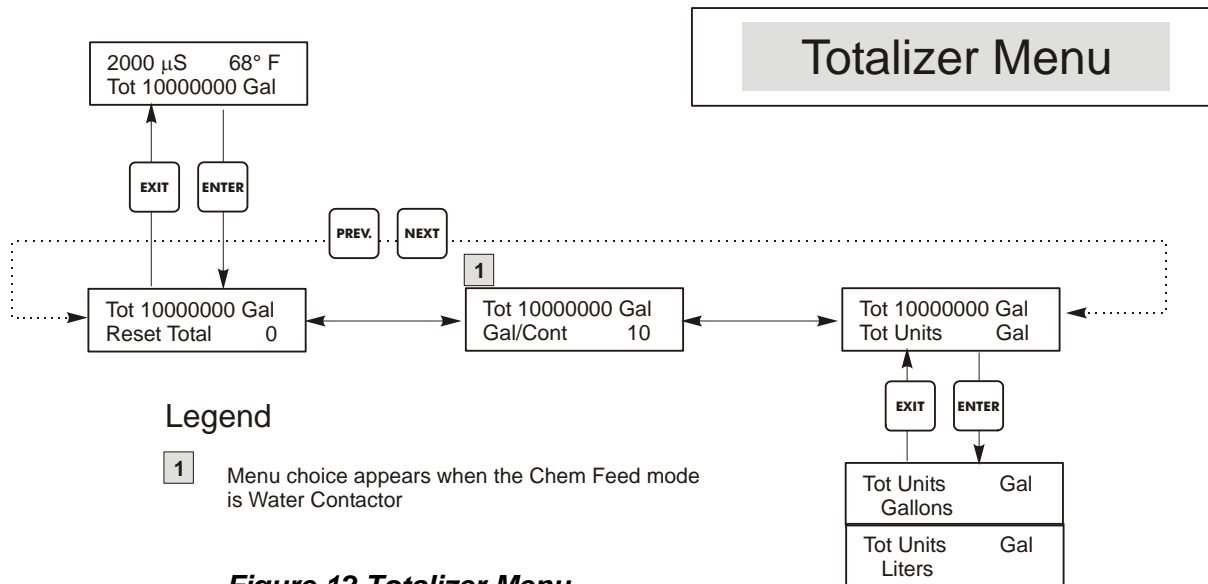 Totalizer Menu
2000 μS 68° F
Tot 10000000 Gal
EXIT ENTER
PREV. NEXT
1
Tot 10000000 Gal
Reset Total 0
Tot 10000000 Gal
Gal/Cont 10
Tot 10000000 Gal
Tot Units Gal
EXIT ENTER
Legend
1 Menu choice appears when the Chem Feed mode
is Water Contactor
Tot Units Gal
Gallons
Tot Units Gal
Liters
Figure 12 Totalizer Menu